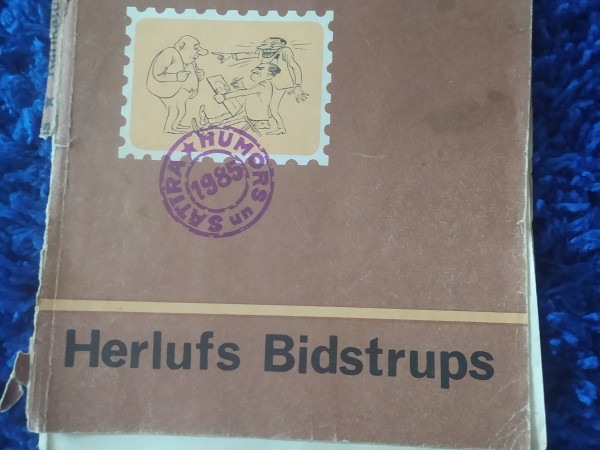 HUMORS un SATĪRA
1985
Herlufs Bidstrups